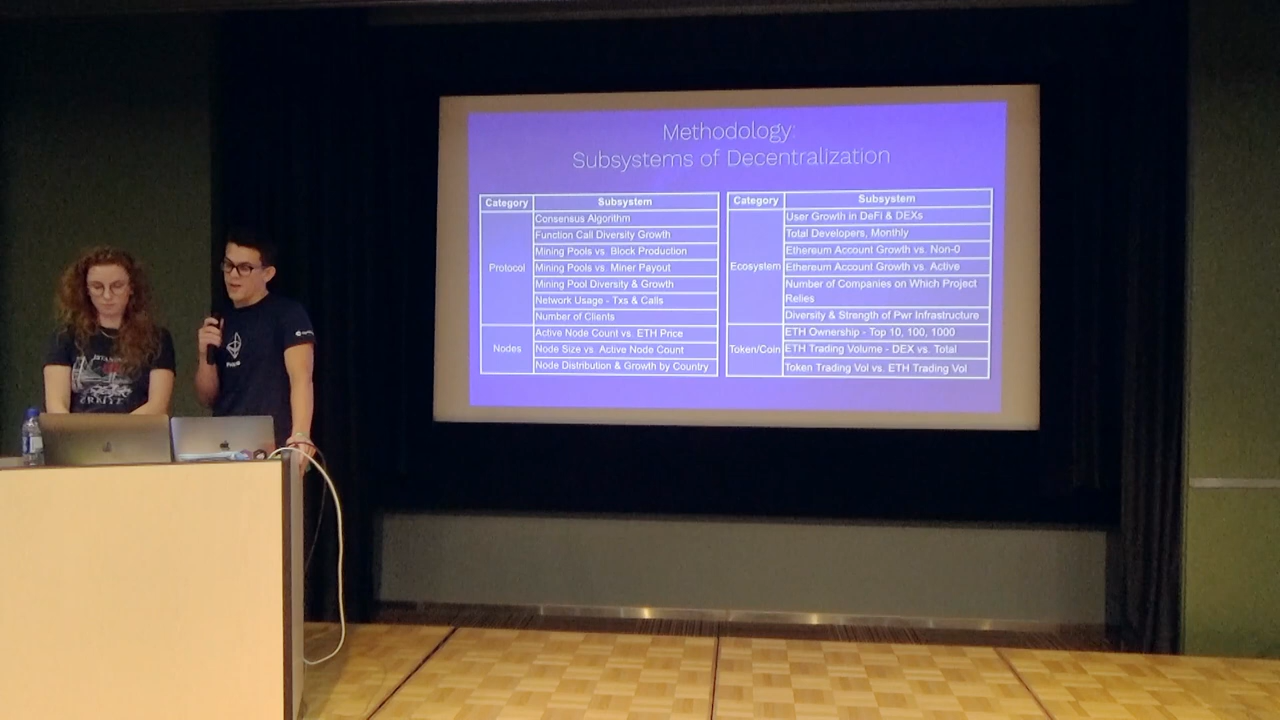 Methodology:
Subsystems of Decentralization
Category Subsystem
Protocol
Consensus Algorithm
Function Call Diversity Growth
Mining Pools vs. Block Production
Mining Pools vs. Miner Payout
Mining Pool Diversity & Growth
Network Usage - Txs & Calls
Number of Clients
Nodes
Active Node Count vs. ETH Price
Node Size vs. Active Node Count
Node Distribution & Growth by Country
Category Subsystem
Ecosystem
User Growth in DeFi & DEXs
Total Developers, Monthly
Ethereum Account Growth vs. Non-0
Ethereum Account Growth vs. Active
Number of Companies on Which Project
Relies
Diversity & Strength of Pwr Infrastructure
Token/Coin
ETH Ownership - Top 10, 100, 1000
ETH Trading Volume - DEX vs. Total
Token Trading Vol vs. ETH Trading Vol